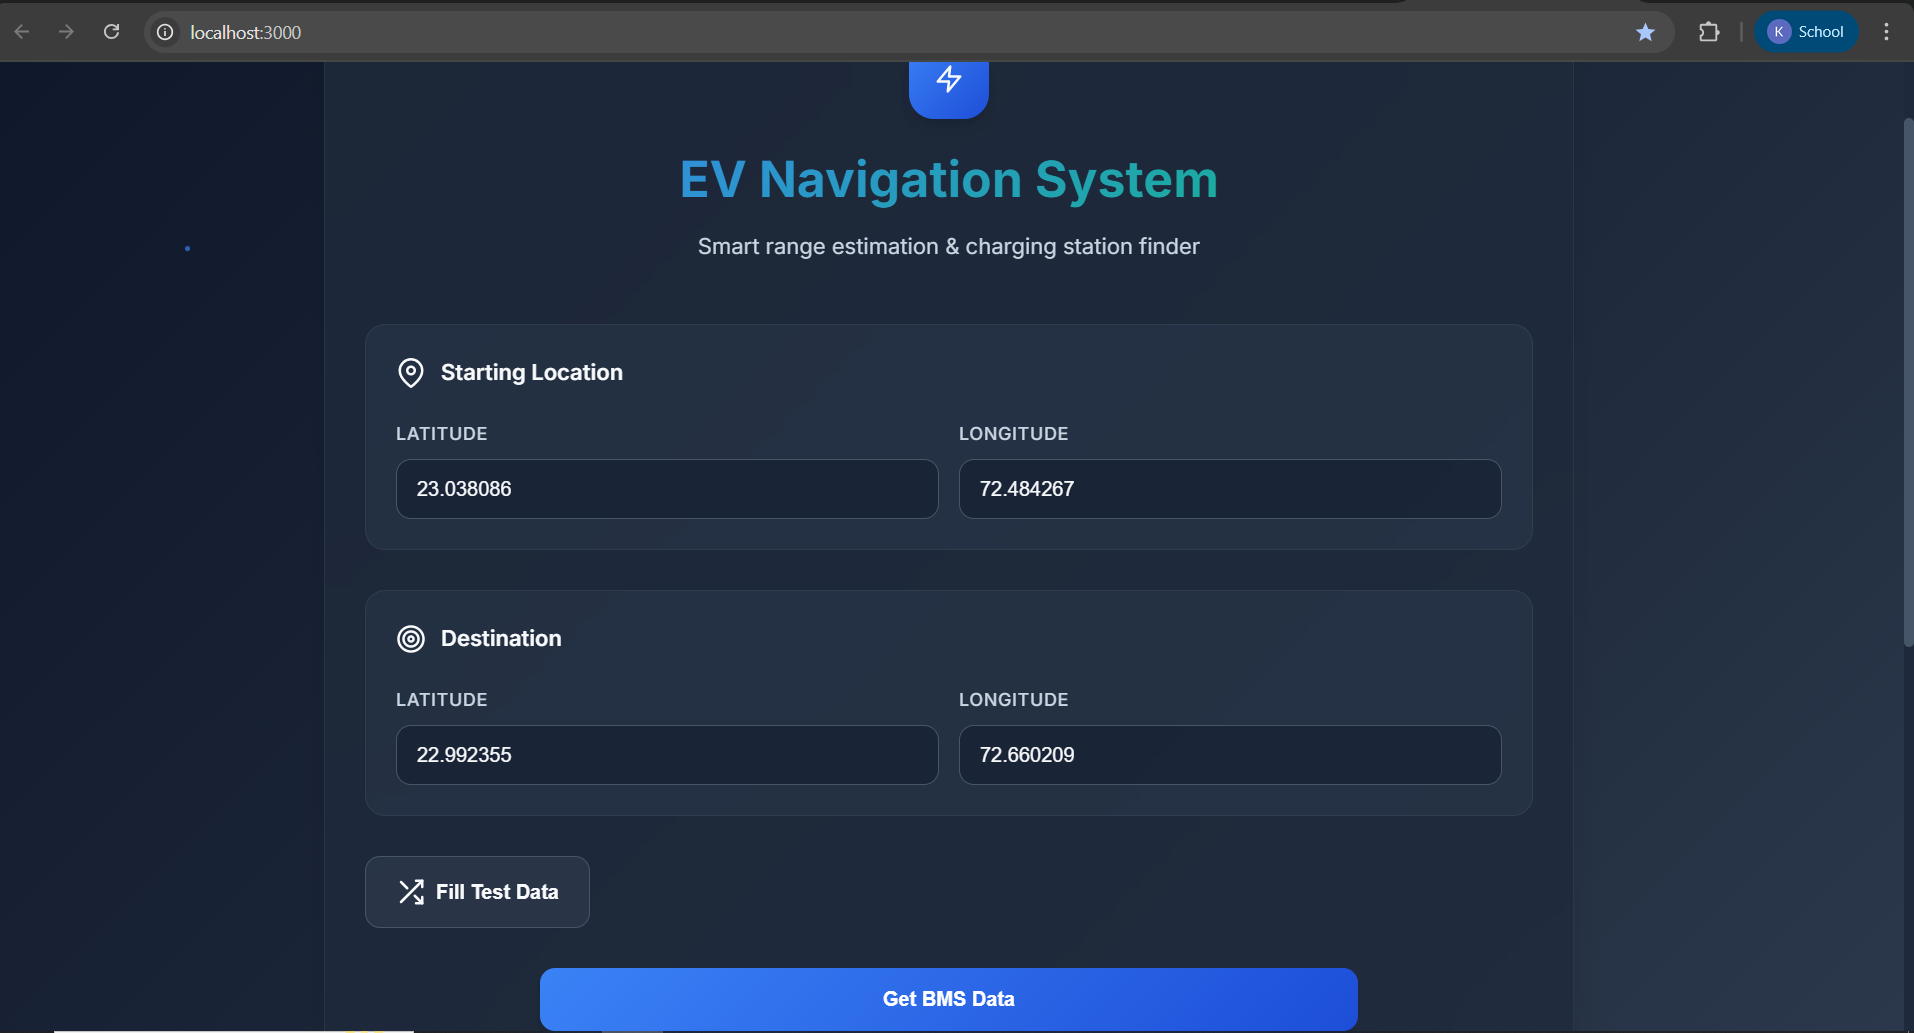 localhost:3000
K School
EV Navigation System
Smart range estimation & charging station finder
Starting Location
LATITUDE LONGITUDE
23.038086 72.484267
Destination
LATITUDE LONGITUDE
22.992355 72.660209
Fill Test Data
Get BMS Data